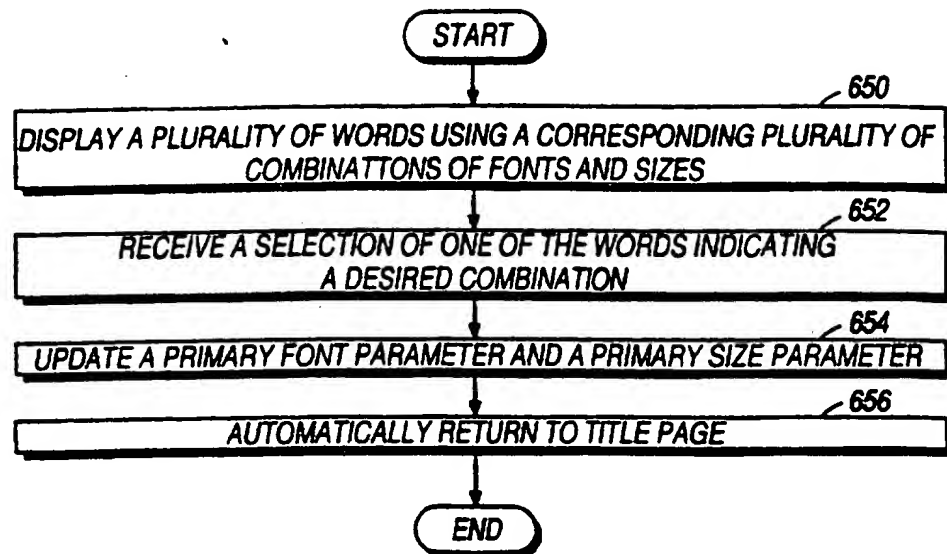 START
650
DISPLAY A PLURALITY OF WORDS USING A CORRESPONDING PLURALITY OF
COMBINATTONS OF FONTS AND SIZES
652
RECEIVE A SELECTION OF ONE OF THE WORDS INDICATING
A DESIRED COMBINATION
654
UPDATE A PRIMARY FONT PARAMETER AND A PRIMARY SIZE PARAMETER
656
AUTOMATICALLY RETURN TO TITLE PAGE
END